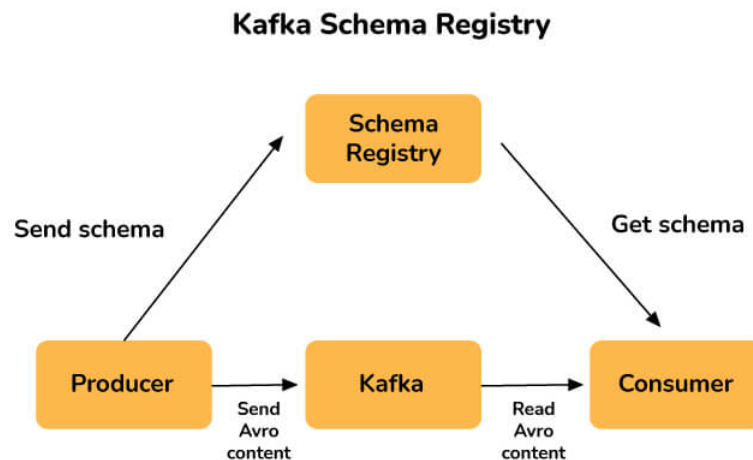 Kafka Schema Registry
Schema
Registry
Send schema
Get schema
Producer
Kafka
Consumer
Send
Avro
content
Read
Avro
content